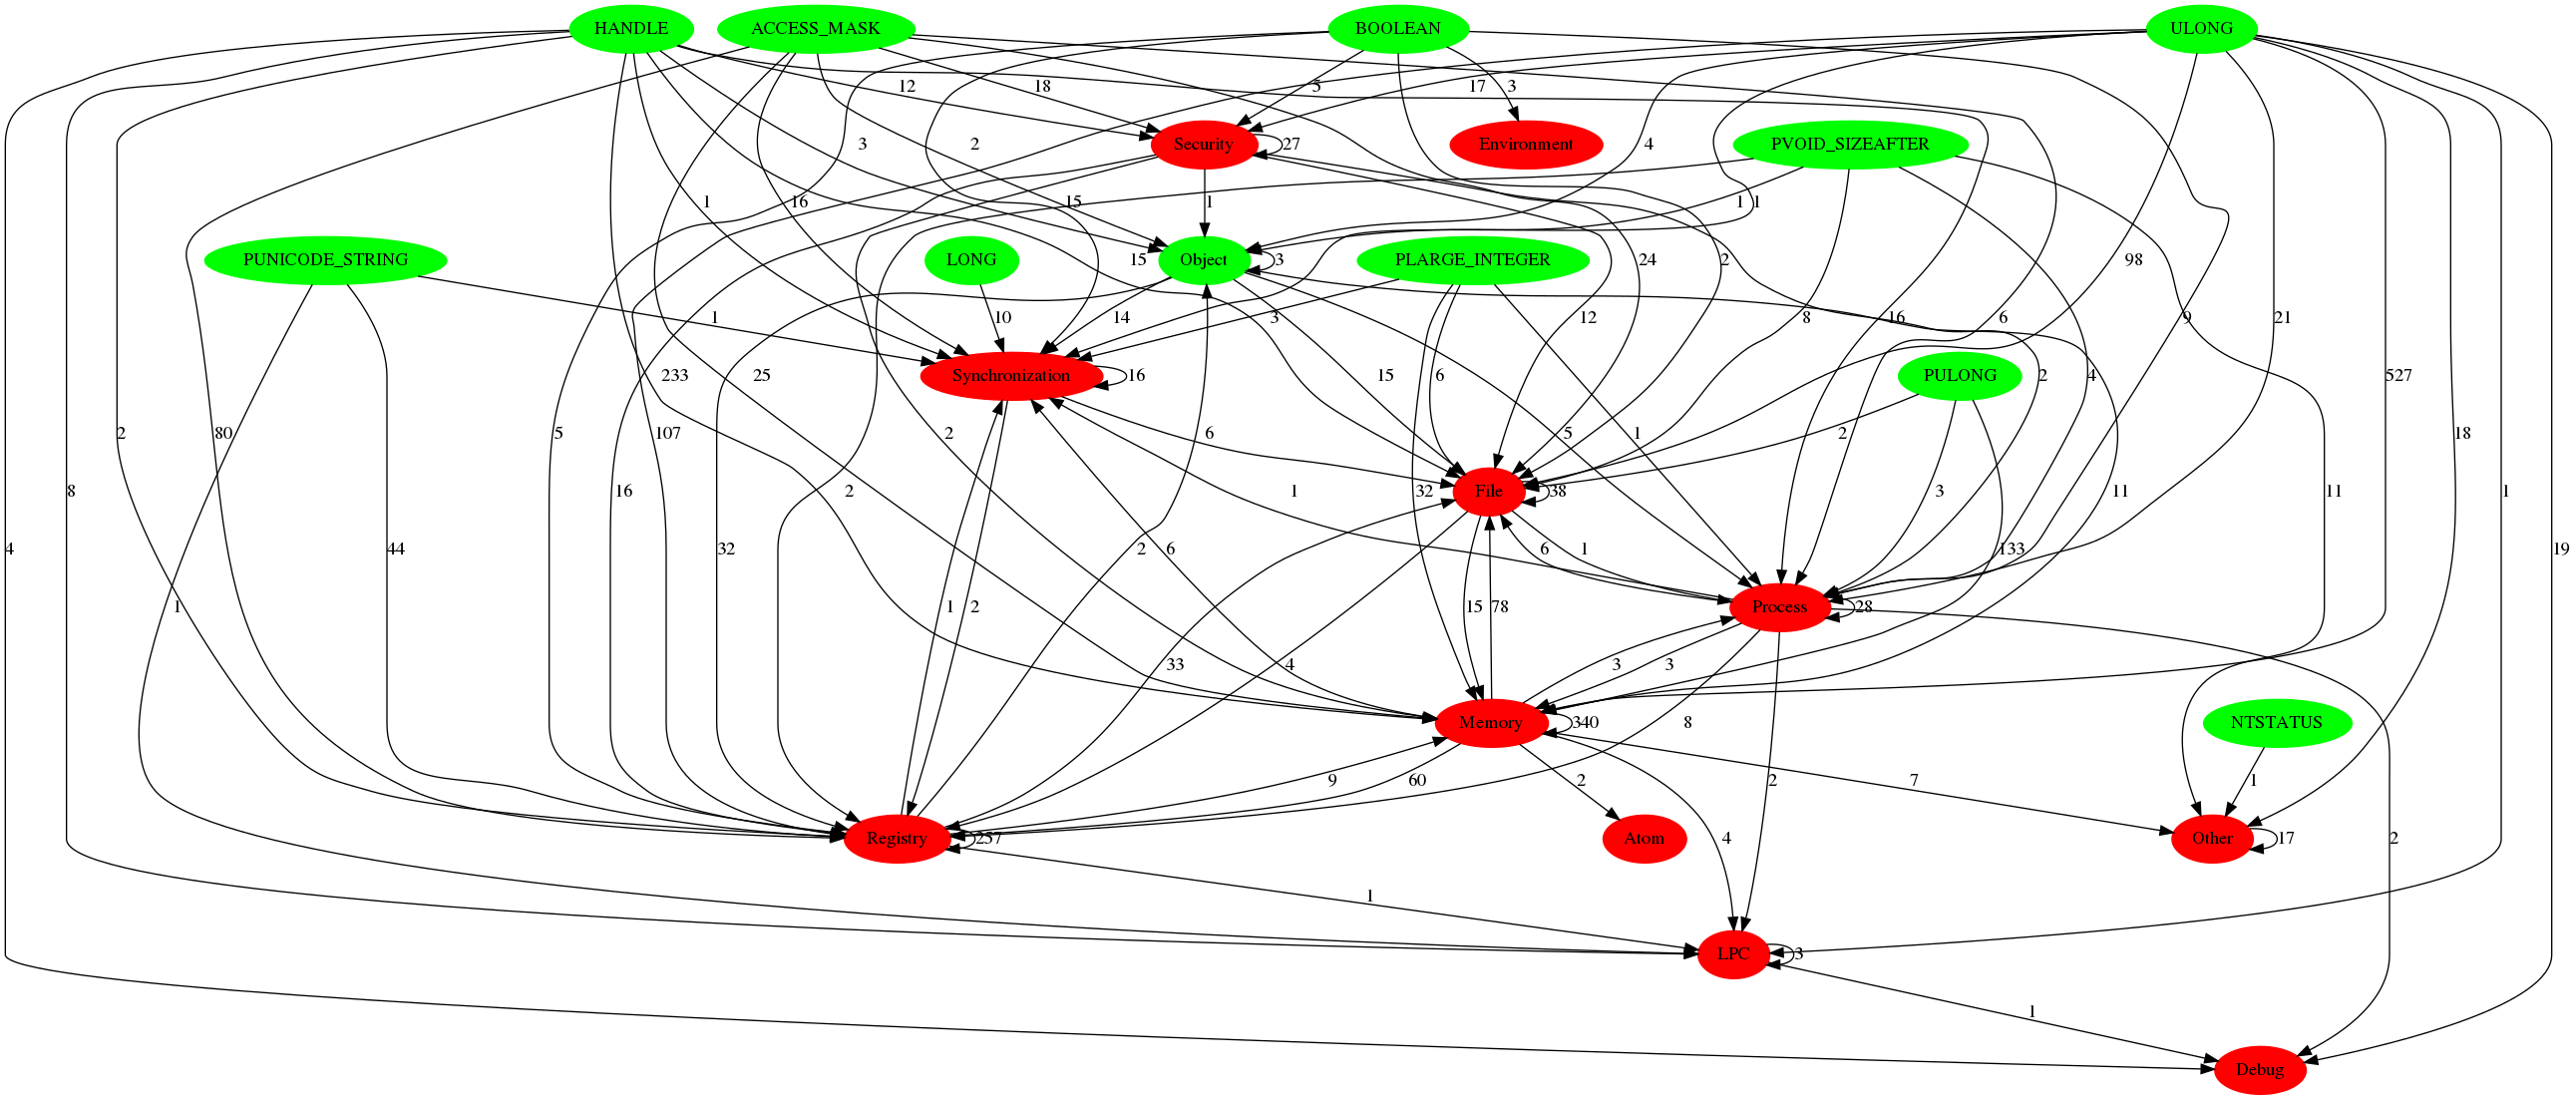 HANDLE ACCESS_MASK BOOLEAN ULONG
12 18 5 17 3
Security 27 Environment PVOID_SIZEAFTER
3 2 4
1 16 15 1 1 1
PUNICODE_STRING LONG Object 3 PLARGE_INTEGER
15 24 2 98
1 10 14 3 12 8 16 6 9 21
233 25 Synchronization 16 15 6 2 PULONG 4 527
2 80 5 107 2 6 5 1 2 18
8 44 16 2 File 38 32 3 11 11 1
4 32 1 2 2 6 15 78 6 1 133 19
1 Process 28
33 4 3 3
Memory 340 8 NTSTATUS
9 60 2 2 7 1
Registry 257 Atom 4 Other 17 2
1
LPC 3
1
Debug